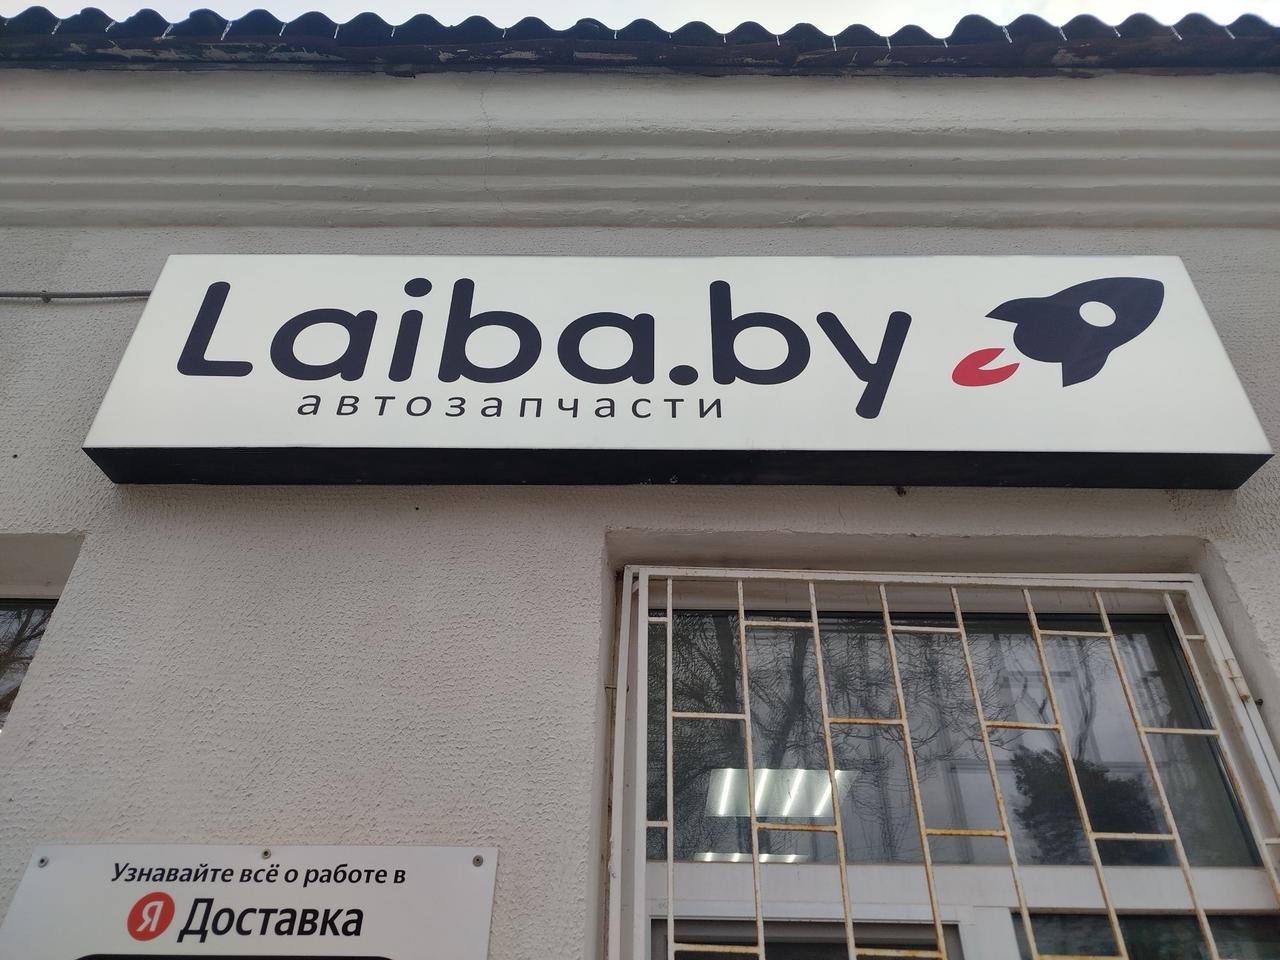 Laiba.by
автозапчасти
Узнавайте всё о работе в
Я Доставка